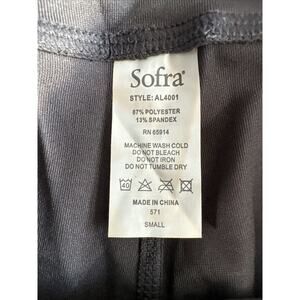 Sofra®
STYLE: AL4001
87% POLYESTER
13% SPANDEX
RN 65914
MACHINE WASH COLD
DO NOT BLEACH
DO NOT IRON
DO NOT TUMBLE DRY
40
MADE IN CHINA
571
SMALL